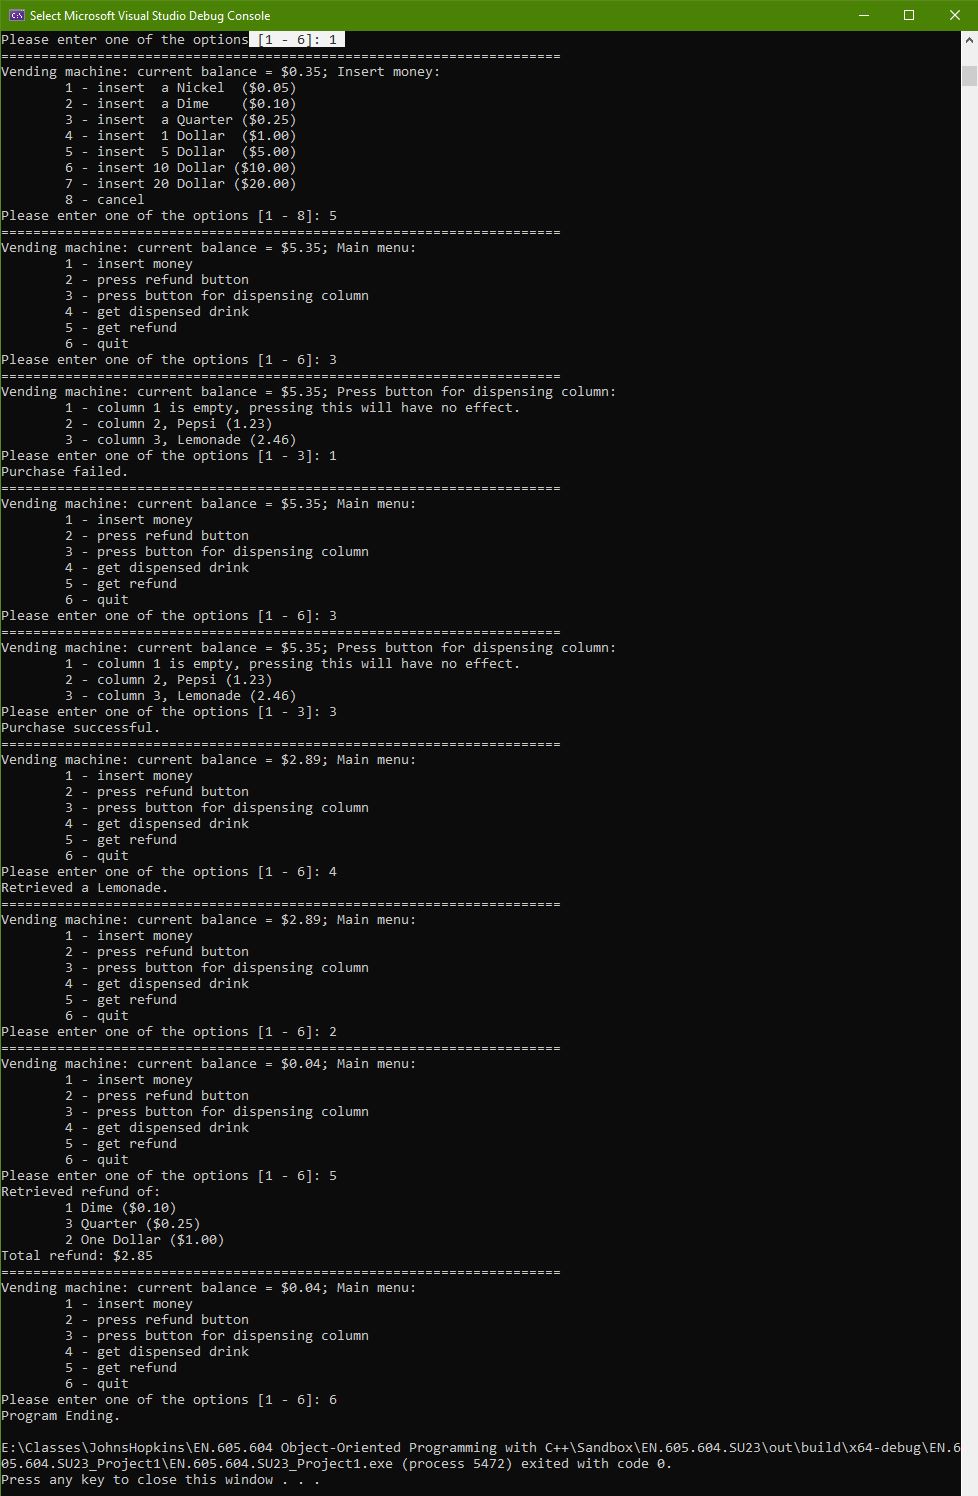 Select Microsoft Visual Studio Debug Console
Please enter one of the options [1 - 6]: 1
======================================================================
Vending machine: current balance = $0.35; Insert money:
        1 - insert  a Nickel  ($0.05)
        2 - insert  a Dime    ($0.10)
        3 - insert  a Quarter ($0.25)
        4 - insert  1 Dollar  ($1.00)
        5 - insert  5 Dollar  ($5.00)
        6 - insert 10 Dollar ($10.00)
        7 - insert 20 Dollar ($20.00)
        8 - cancel
Please enter one of the options [1 - 8]: 5
======================================================================
Vending machine: current balance = $5.35; Main menu:
        1 - insert money
        2 - press refund button
        3 - press button for dispensing column
        4 - get dispensed drink
        5 - get refund
        6 - quit
Please enter one of the options [1 - 6]: 3
======================================================================
Vending machine: current balance = $5.35; Press button for dispensing column:
        1 - column 1 is empty, pressing this will have no effect.
        2 - column 2, Pepsi (1.23)
        3 - column 3, Lemonade (2.46)
Please enter one of the options [1 - 3]: 1
Purchase failed.
======================================================================
Vending machine: current balance = $5.35; Main menu:
        1 - insert money
        2 - press refund button
        3 - press button for dispensing column
        4 - get dispensed drink
        5 - get refund
        6 - quit
Please enter one of the options [1 - 6]: 3
======================================================================
Vending machine: current balance = $5.35; Press button for dispensing column:
        1 - column 1 is empty, pressing this will have no effect.
        2 - column 2, Pepsi (1.23)
        3 - column 3, Lemonade (2.46)
Please enter one of the options [1 - 3]: 3
Purchase successful.
======================================================================
Vending machine: current balance = $2.89; Main menu:
        1 - insert money
        2 - press refund button
        3 - press button for dispensing column
        4 - get dispensed drink
        5 - get refund
        6 - quit
Please enter one of the options [1 - 6]: 4
Retrieved a Lemonade.
======================================================================
Vending machine: current balance = $2.89; Main menu:
        1 - insert money
        2 - press refund button
        3 - press button for dispensing column
        4 - get dispensed drink
        5 - get refund
        6 - quit
Please enter one of the options [1 - 6]: 2
======================================================================
Vending machine: current balance = $0.04; Main menu:
        1 - insert money
        2 - press refund button
        3 - press button for dispensing column
        4 - get dispensed drink
        5 - get refund
        6 - quit
Please enter one of the options [1 - 6]: 5
Retrieved refund of:
        1 Dime ($0.10)
        3 Quarter ($0.25)
        2 One Dollar ($1.00)
Total refund: $2.85
======================================================================
Vending machine: current balance = $0.04; Main menu:
        1 - insert money
        2 - press refund button
        3 - press button for dispensing column
        4 - get dispensed drink
        5 - get refund
        6 - quit
Please enter one of the options [1 - 6]: 6
Program Ending.

E:\Classes\JohnsHopkins\EN.605.604 Object-Oriented Programming with C++\Sandbox\EN.605.604.SU23\out\build\x64-debug\EN.6
05.604.SU23_Project1\EN.605.604.SU23_Project1.exe (process 5472) exited with code 0.
Press any key to close this window . . .